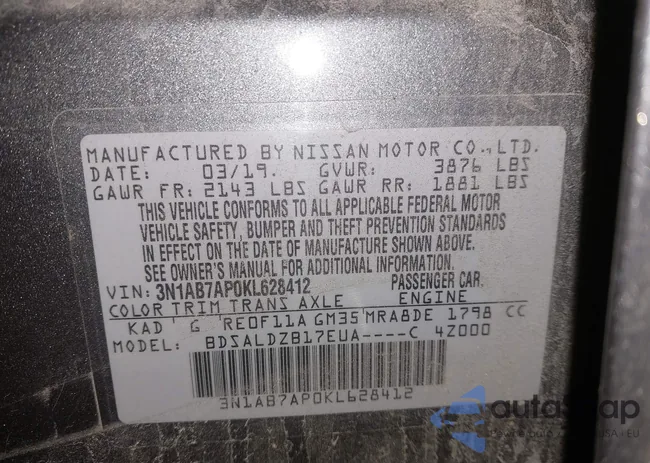 MANUFACTURED BY NISSAN MOTOR CO., LTD.
DATE: 03/19. GVWR: 3876 LBS
GAWR FR: 2143 LBS GAWR RR: 1881 LBS
THIS VEHICLE CONFORMS TO ALL APPLICABLE FEDERAL MOTOR
VEHICLE SAFETY, BUMPER AND THEFT PREVENTION STANDARDS
IN EFFECT ON THE DATE OF MANUFACTURE SHOWN ABOVE.
SEE OWNER'S MANUAL FOR ADDITIONAL INFORMATION.
VIN: 3N1AB7AP0KL628412 PASSENGER CAR.
COLOR TRIM TRANS AXLE ENGINE
KAD G RE0F11A GM35 MRA8DE 1798 CC
MODEL: BDSALDZB17EUA----C 42000
3N1AB7AP0KL628412